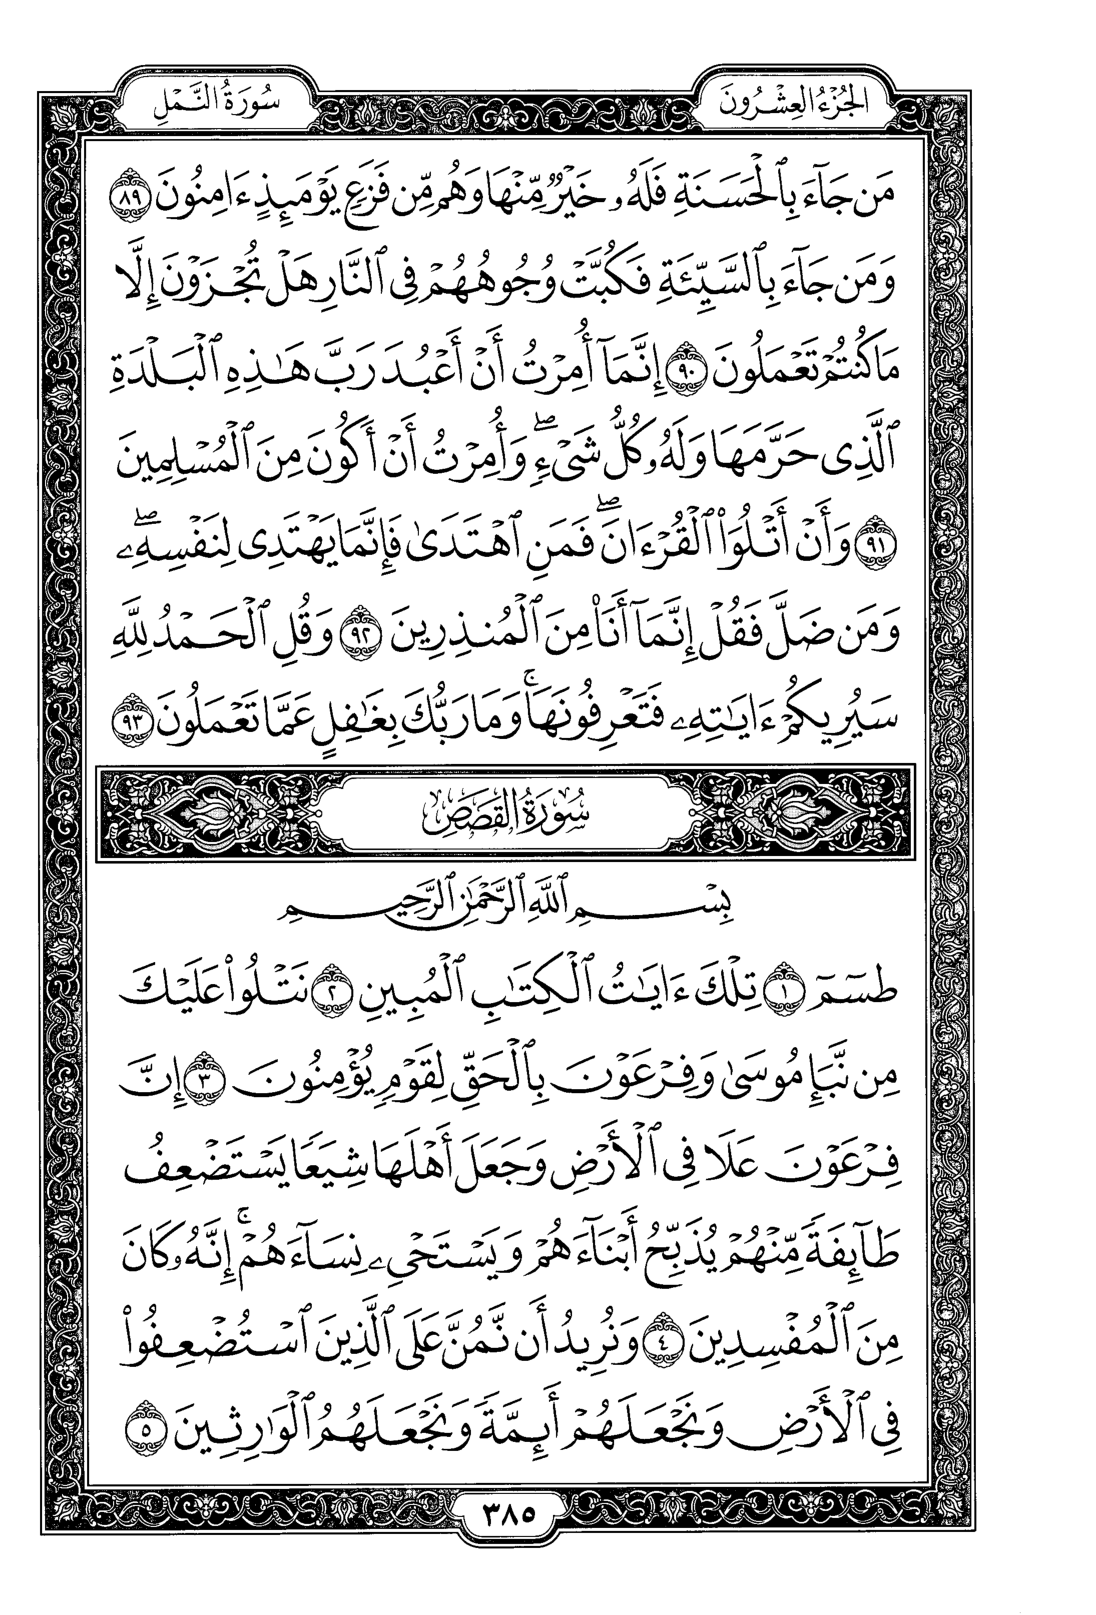 الجُزْءُ العِشْرُونَ
سُورَةُ النَّمْلِ
مَن جَآءَ بِٱلْحَسَنَةِ فَلَهُۥ خَيْرٌ مِّنْهَا وَهُم مِّن فَزَعٍ يَوْمَئِذٍ ءَامِنُونَ ٨٩
وَمَن جَآءَ بِٱلسَّيِّئَةِ فَكُبَّتْ وُجُوهُهُمْ فِى ٱلنَّارِ هَلْ تُجْزَوْنَ إِلَّا
مَا كُنتُمْ تَعْمَلُونَ ٩٠ إِنَّمَآ أُمِرْتُ أَنْ أَعْبُدَ رَبَّ هَـٰذِهِ ٱلْبَلْدَةِ
ٱلَّذِى حَرَّمَهَا وَلَهُۥ كُلُّ شَىْءٍۖ وَأُمِرْتُ أَنْ أَكُونَ مِنَ ٱلْمُسْلِمِينَ
٩١ وَأَنْ أَتْلُوَا۟ ٱلْقُرْءَانَۖ فَمَنِ ٱهْتَدَىٰ فَإِنَّمَا يَهْتَدِى لِنَفْسِهِۦۖ
وَمَن ضَلَّ فَقُلْ إِنَّمَآ أَنَا۠ مِنَ ٱلْمُنذِرِينَ ٩٢ وَقُلِ ٱلْحَمْدُ لِلَّهِ
سَيُرِيكُمْ ءَايَـٰتِهِۦ فَتَعْرِفُونَهَاۚ وَمَا رَبُّكَ بِغَـٰفِلٍ عَمَّا تَعْمَلُونَ ٩٣
سُورَةُ القَصَصِ
بِسْمِ ٱللَّهِ ٱلرَّحْمَـٰنِ ٱلرَّحِيمِ
طسٓمٓ ١ تِلْكَ ءَايَـٰتُ ٱلْكِتَـٰبِ ٱلْمُبِينِ ٢ نَتْلُوا۟ عَلَيْكَ
مِن نَّبَإِ مُوسَىٰ وَفِرْعَوْنَ بِٱلْحَقِّ لِقَوْمٍ يُؤْمِنُونَ ٣ إِنَّ
فِرْعَوْنَ عَلَا فِى ٱلْأَرْضِ وَجَعَلَ أَهْلَهَا شِيَعًا يَسْتَضْعِفُ
طَآئِفَةً مِّنْهُمْ يُذَبِّحُ أَبْنَآءَهُمْ وَيَسْتَحْىِۦ نِسَآءَهُمْۚ إِنَّهُۥ كَانَ
مِنَ ٱلْمُفْسِدِينَ ٤ وَنُرِيدُ أَن نَّمُنَّ عَلَى ٱلَّذِينَ ٱسْتُضْعِفُوا۟
فِى ٱلْأَرْضِ وَنَجْعَلَهُمْ أَئِمَّةً وَنَجْعَلَهُمُ ٱلْوَٰرِثِينَ ٥
٣٨٥